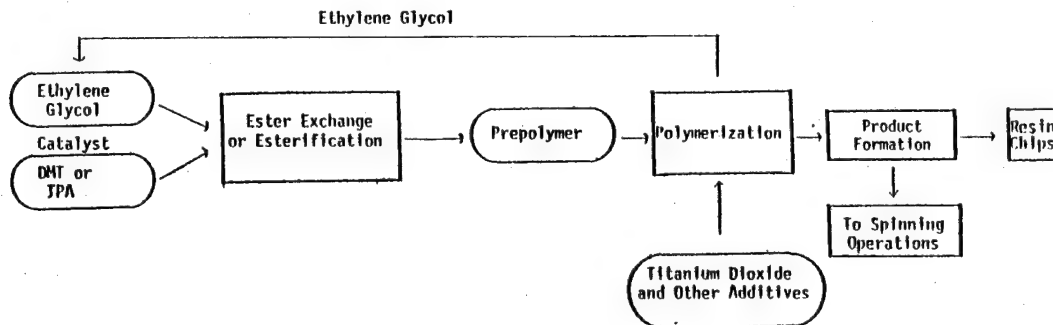 Ethylene Glycol
Ethylene
Glycol
Catalyst
DMT or
TPA
Ester Exchange
or Esterification
Prepolymer
Polymerization
Product
Formation
Resin
Chips
To Spinning
Operations
Titanium Dioxide
and Other Additives